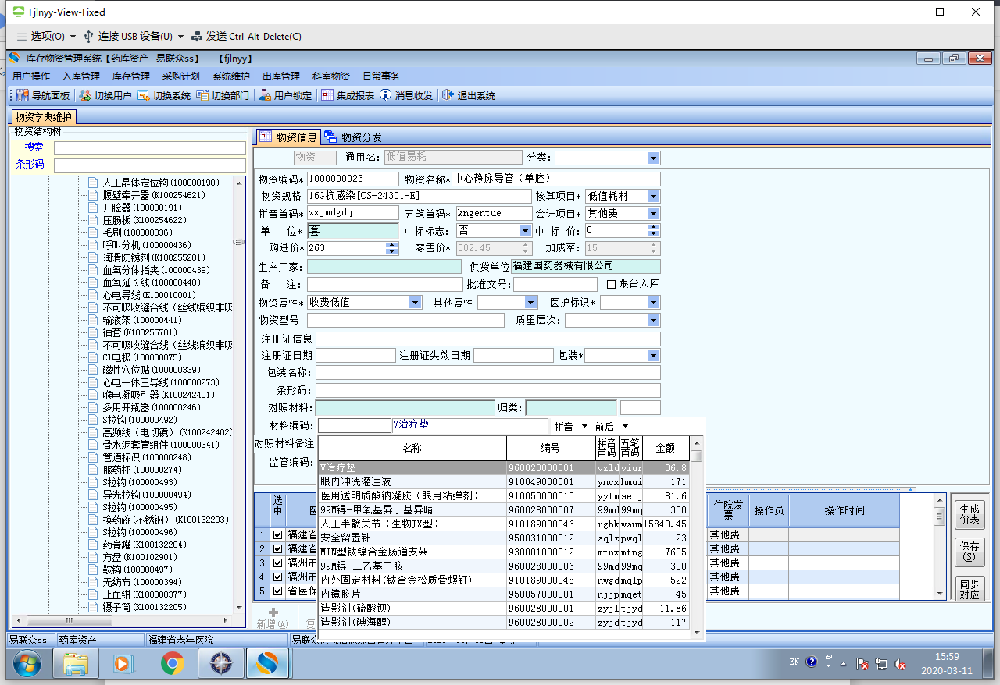 Fjlnyy-View-Fixed
选项(O) 连接 USB 设备(U) 发送 Ctrl-Alt-Delete(C)
库存物资管理系统【药库资产--易联众ss】---【fjlnyy】
用户操作 入库管理 库存管理 采购计划 系统维护 出库管理 科室物资 日常事务
导航面板 切换用户 切换系统 切换部门 用户锁定 集成报表 消息收发 退出系统
物资字典维护
物资结构树
搜索
条形码
人工晶体定位钩(100000190)
腹壁牵开器(K100254621)
开睑器(100000191)
压肠板(K100254622)
毛刷(100000336)
呼叫分机(100000436)
润滑防锈剂(K100255201)
血氧分体指夹(100000439)
血氧延长线(100000440)
心电导线(K100010001)
不可吸收缝合线（丝线编织非吸
输液架(100000441)
袖套(K100255701)
不可吸收缝合线（丝线编织非吸
C1电极(100000075)
磁性穴位贴(100000339)
心电一体三导线(100000273)
喉电凝吸引器(K100242401)
多用开瓶器(100000246)
S拉钩(100000492)
高频线（电切镜）(K100242402)
骨水泥套管组件(100000341)
管道标识(K100000248)
服药杯(100000274)
S拉钩(100000493)
导光拉钩(100000494)
S拉钩(100000495)
换药碗(不锈钢)(K100132203)
S拉钩(100000496)
药膏罐(K100132204)
方盘(K100102901)
鞍钩(100000497)
无纺布(100000394)
止血钳(K100000377)
镊子筒(K100132205)
物资信息 物资分发
物资 通用名: 低值易耗 分类:
物资编码* 1000000023 物资名称* 中心静脉导管（单腔）
物资规格 16G抗感染[CS-24301-E] 核算项目* 低值耗材
拼音首码* zxjmdgdq 五笔首码* kngentue 会计项目* 其他费
单 位* 套 中标标志: 否 中 标 价: 0
购进价* 263 零售价* 302.45 加成率: 15
生产厂家: 供货单位 福建国药器械有限公司
备 注: 批准文号: 跟台入库
物资属性* 收费低值 其他属性 医护标识*
物资型号 质量层次:
注册证信息
注册证日期 注册证失效日期 包装*
包装名称:
条形码:
对照材料: 归类:
材料编码: V治疗垫 拼音 前后
对照材料备注
监管编码:
名称 编号 拼音首码 五笔首码 金额
V治疗垫 960023000001 vzld viur 36.8
眼内冲洗灌注液 910049000001 yncx hmui 171
医用透明质酸钠凝胶（眼用粘弹剂） 910050000010 yytm aetj 81.6
99M锝-甲氧基异丁基异晴 960028000007 99md 99mq 350
人工半髋关节（生物JX型） 910189000046 rgbk waum 15840.45
安全留置针 950031000012 aqlz pwql 23
MTN型钛镍合金肠道支架 930001000012 mtnx mtng 7605
99M锝-二乙基三胺 960028000006 99md 99mq 300
内外固定材料(钛合金松质骨螺钉) 910189000048 nwgd mqlp 522
内镜胶片 950057000001 njjp mqet 45
造影剂(硫酸钡) 960028000001 zyjl tjyd 11.86
造影剂(碘海醇) 960028000002 zyjd tjyd 117
选中 住院发票 操作员 操作时间
1 福建省 其他费
2 福建省 其他费
3 福州市 其他费
4 福州市 其他费
5 省医保 其他费
生成价表
保存(S)
同步对应
新增(A)
易联众ss 药库资产 福建省老年医院
EN 15:59
2020-03-11